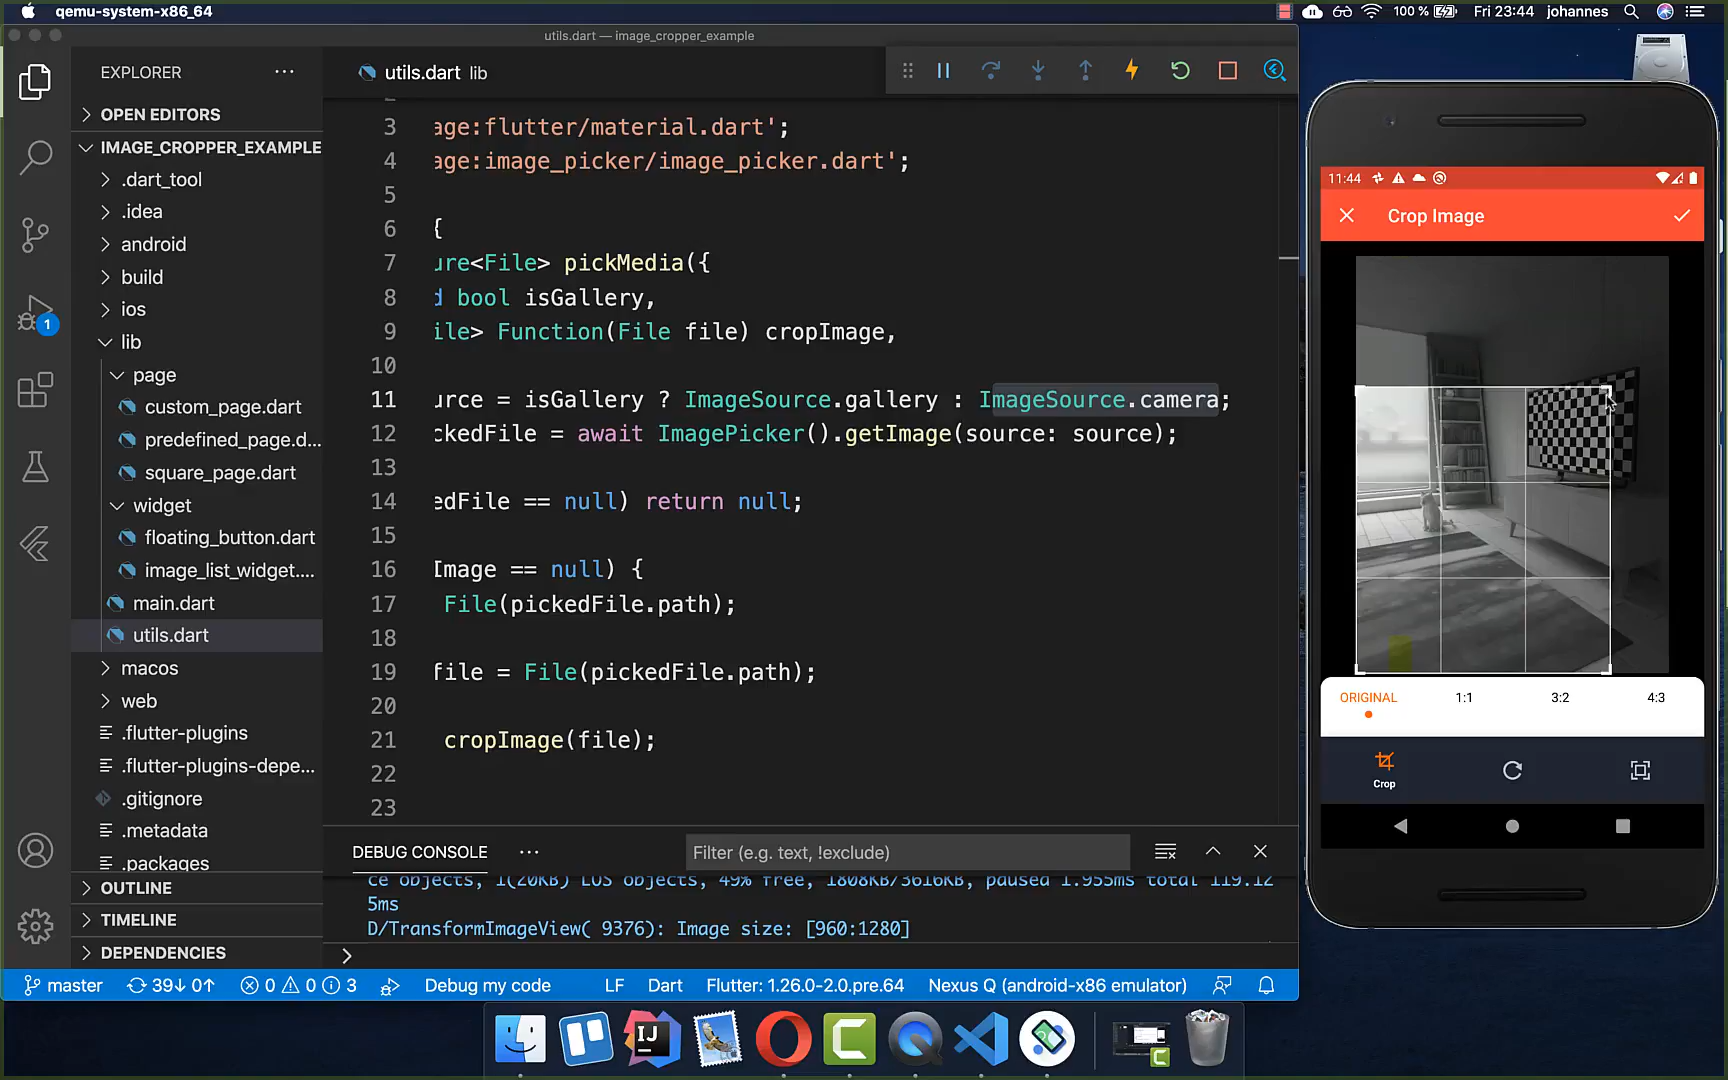 qemu-system-x86_64
100 %
Fri 23:44
johannes
utils.dart — image_cropper_example
EXPLORER
OPEN EDITORS
IMAGE_CROPPER_EXAMPLE
.dart_tool
.idea
android
build
ios
lib
page
custom_page.dart
predefined_page.d...
square_page.dart
widget
floating_button.dart
image_list_widget....
main.dart
utils.dart
macos
web
.flutter-plugins
.flutter-plugins-depe...
.gitignore
.metadata
.packages
OUTLINE
TIMELINE
DEPENDENCIES
1
utils.dart lib
3 age:flutter/material.dart';
4 age:image_picker/image_picker.dart';
5
6 {
7 ure<File> pickMedia({
8 d bool isGallery,
9 ile> Function(File file) cropImage,
10
11 urce = isGallery ? ImageSource.gallery : ImageSource.camera;
12 ckedFile = await ImagePicker().getImage(source: source);
13
14 edFile == null) return null;
15
16 Image == null) {
17 File(pickedFile.path);
18
19 file = File(pickedFile.path);
20
21 cropImage(file);
22
23
DEBUG CONSOLE
Filter (e.g. text, !exclude)
ce objects, 1(20KB) LOS objects, 49% free, 1808KB/3616KB, paused 1.955ms total 119.12
5ms
D/TransformImageView( 9376): Image size: [960:1280]
master
39↓ 0↑
0
0
3
Debug my code
LF
Dart
Flutter: 1.26.0-2.0.pre.64
Nexus Q (android-x86 emulator)
11:44
Crop Image
ORIGINAL
1:1
3:2
4:3
Crop
IJ